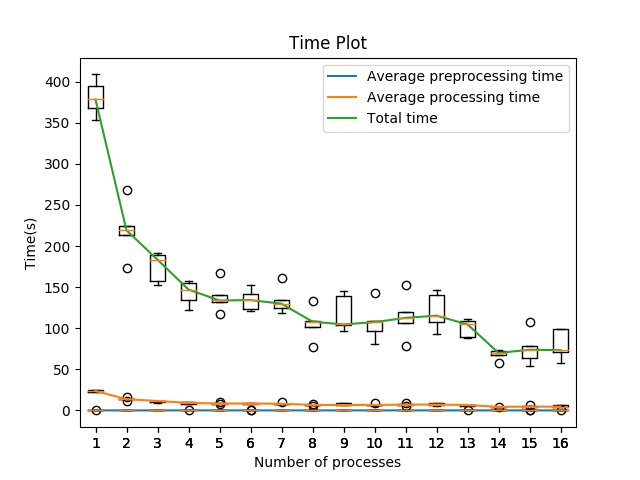 Time Plot
Average preprocessing time
Average processing time
Total time
400
350
300
250
200
150
100
50
0
Time(s)
1 2 3 4 5 6 7 8 9 10 11 12 13 14 15 16
Number of processes